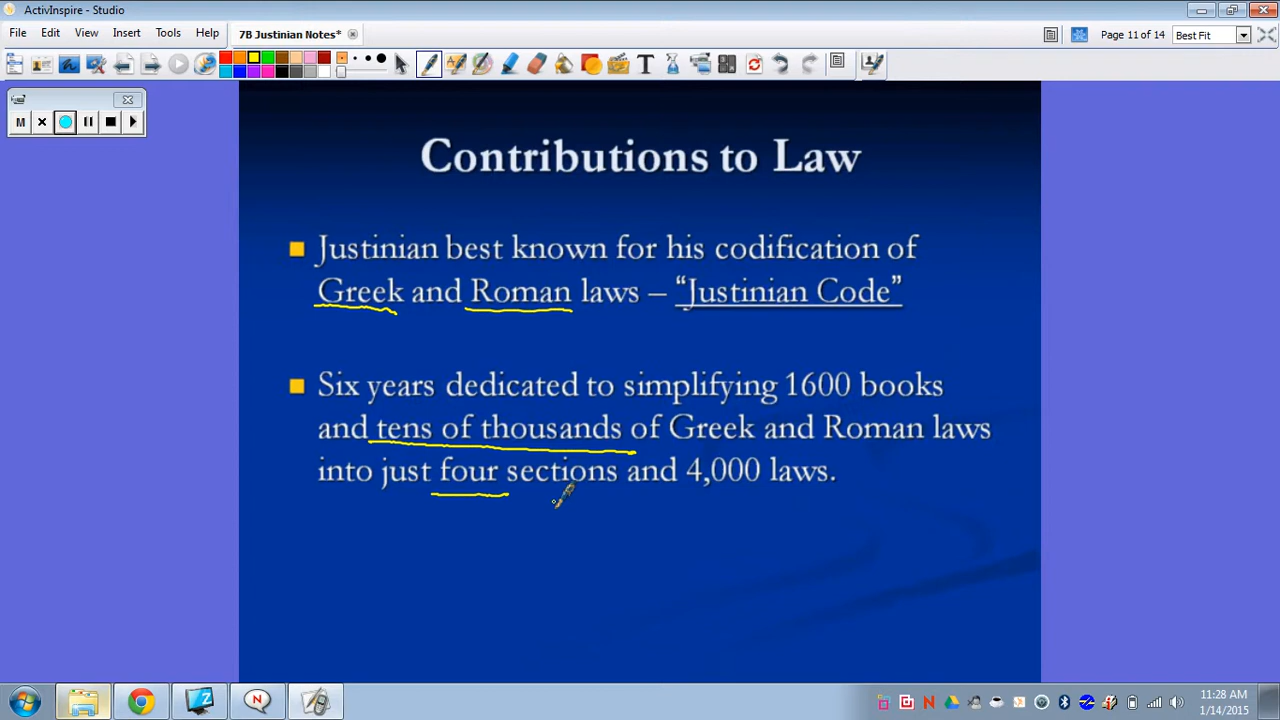 ActivInspire - Studio
File Edit View Insert Tools Help 7B Justinian Notes* Page 11 of 14 Best Fit
M
Contributions to Law
Justinian best known for his codification of
Greek and Roman laws – “Justinian Code”
Six years dedicated to simplifying 1600 books
and tens of thousands of Greek and Roman laws
into just four sections and 4,000 laws.
11:28 AM
1/14/2015